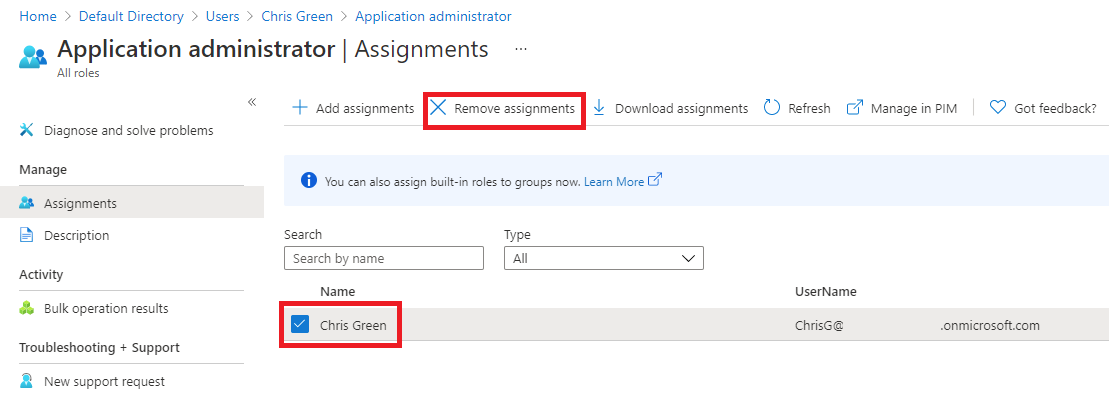 Home > Default Directory > Users > Chris Green > Application administrator
Application administrator | Assignments ...
All roles
«
Add assignments Remove assignments Download assignments Refresh Manage in PIM Got feedback?
Diagnose and solve problems
Manage
You can also assign built-in roles to groups now. Learn More
Assignments
Description
Search Type
Search by name All
Activity
Name UserName
Bulk operation results
Chris Green ChrisG@ .onmicrosoft.com
Troubleshooting + Support
New support request